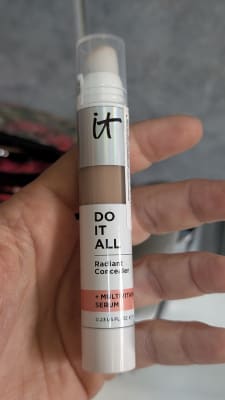 it
DO
IT
ALL
Radiant
Concealer
+ MULTIVITAMIN
SERUM